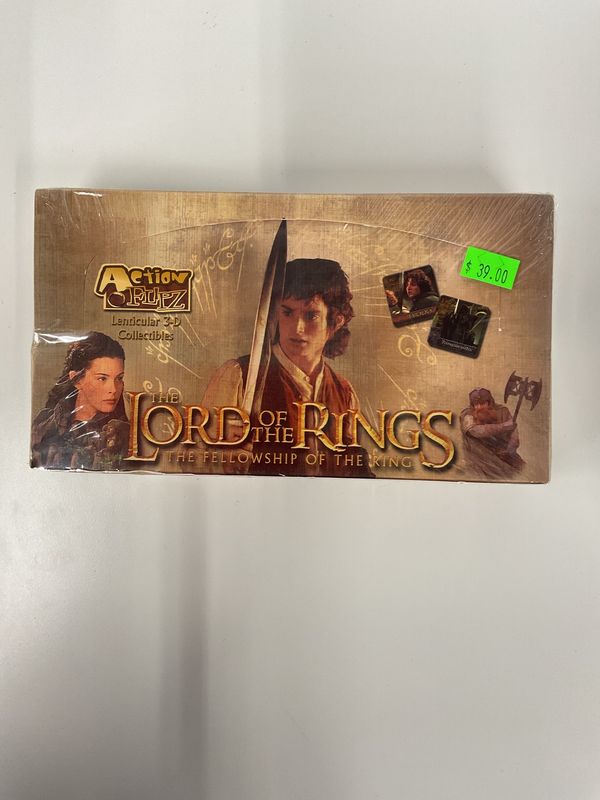 $ 39.00
Action
FLIPZ
Lenticular 3-D
Collectibles
THE
LORD OF THE RINGS
THE FELLOWSHIP OF THE RING